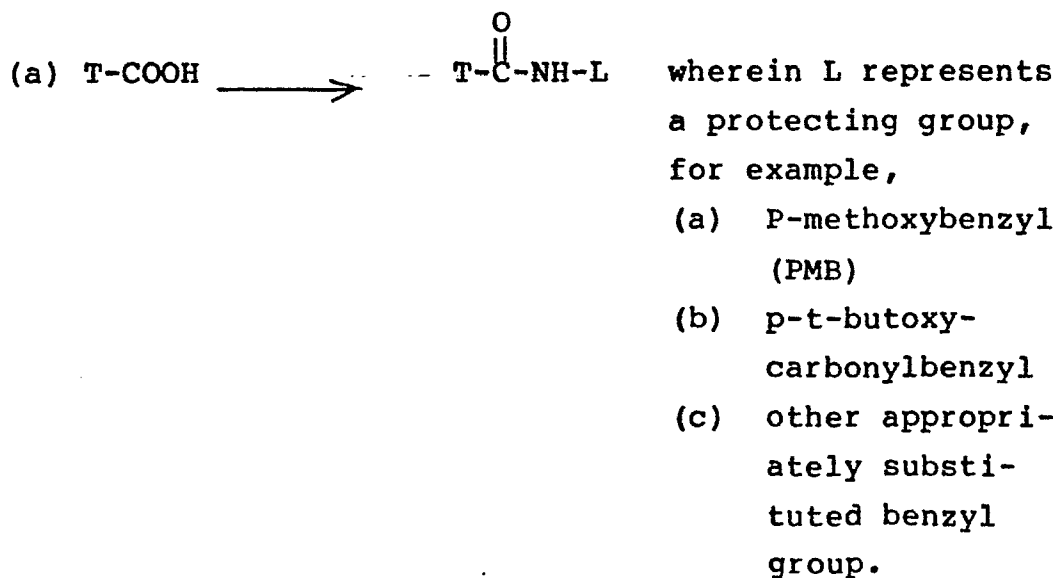 O
(a) T-COOH → T-C-NH-L wherein L represents
a protecting group,
for example,
(a) P-methoxybenzyl
(PMB)
(b) p-t-butoxy-
carbonylbenzyl
(c) other appropri-
ately substi-
tuted benzyl
group.